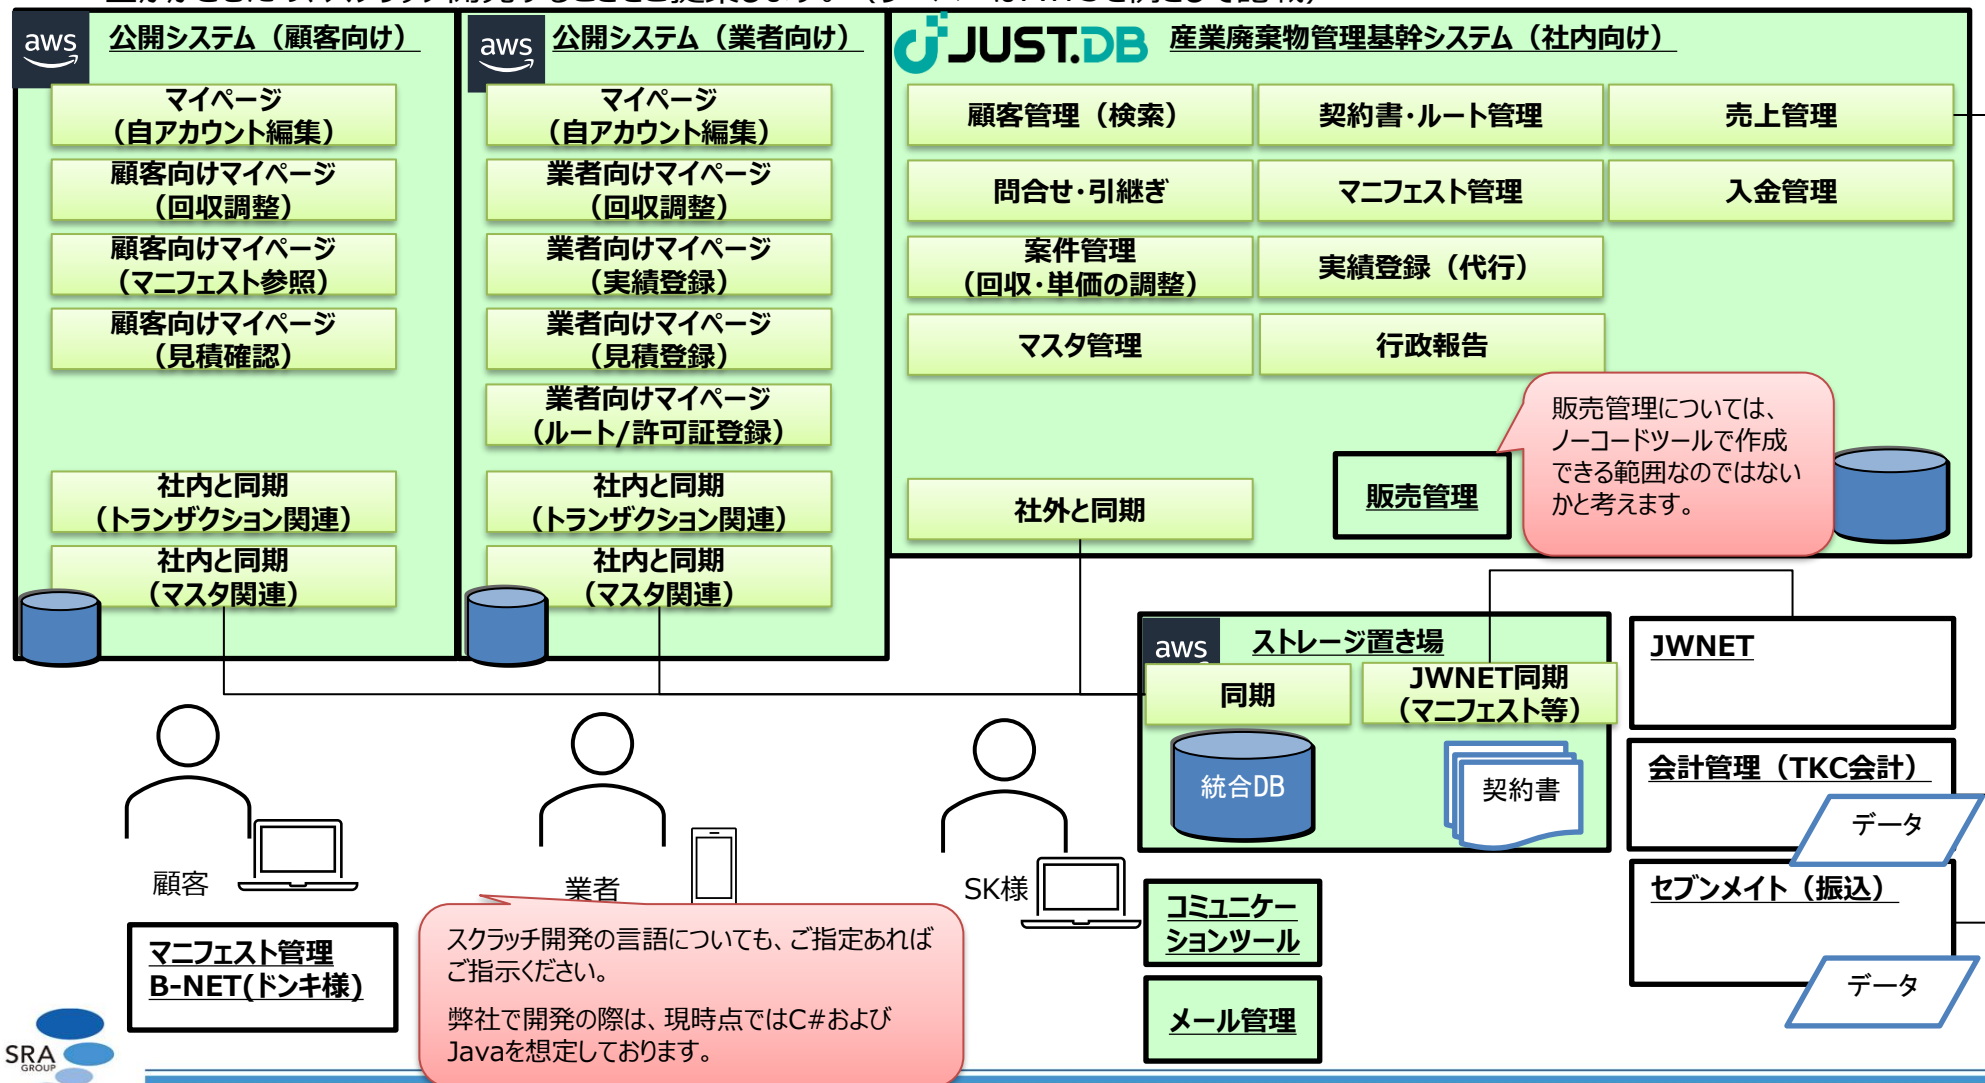 aws
公開システム（顧客向け）
マイページ
（自アカウント編集）
顧客向けマイページ
（回収調整）
顧客向けマイページ
（マニフェスト参照）
顧客向けマイページ
（見積確認）
社内と同期
（トランザクション関連）
社内と同期
（マスタ関連）
aws
公開システム（業者向け）
マイページ
（自アカウント編集）
業者向けマイページ
（回収調整）
業者向けマイページ
（実績登録）
業者向けマイページ
（見積登録）
業者向けマイページ
（ルート/許可証登録）
社内と同期
（トランザクション関連）
社内と同期
（マスタ関連）
JUST.DB
産業廃棄物管理基幹システム（社内向け）
顧客管理（検索）
契約書・ルート管理
売上管理
問合せ・引継ぎ
マニフェスト管理
入金管理
案件管理
（回収・単価の調整）
実績登録（代行）
マスタ管理
行政報告
社外と同期
販売管理
販売管理については、
ノーコードツールで作成
できる範囲なのではない
かと考えます。
aws
ストレージ置き場
同期
JWNET同期
（マニフェスト等）
統合DB
契約書
JWNET
会計管理（TKC会計）
データ
セブンメイト（振込）
データ
顧客
業者
SK様
コミュニケー
ションツール
メール管理
マニフェスト管理
B-NET(ドンキ様)
スクラッチ開発の言語についても、ご指定あれば
ご指示ください。
弊社で開発の際は、現時点ではC#および
Javaを想定しております。
SRA
GROUP